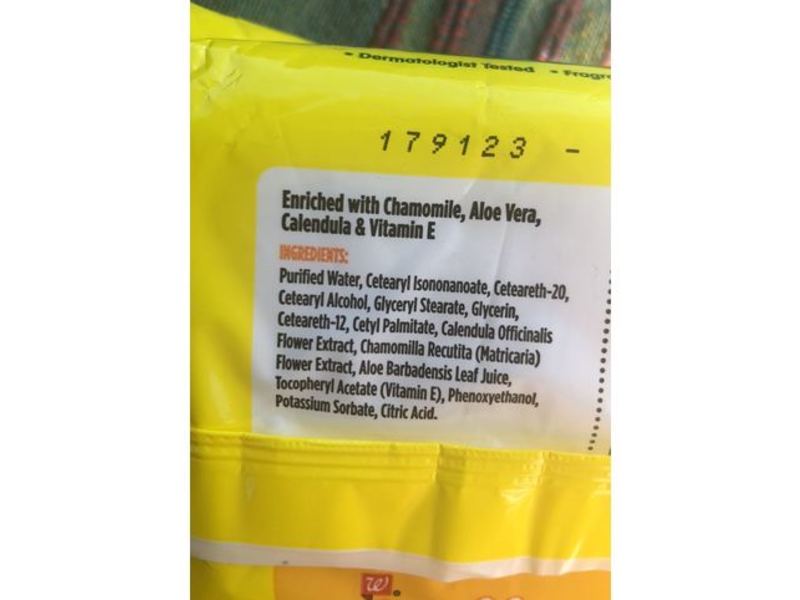 • Dermatologist Tested • Fragr
179123 -
Enriched with Chamomile, Aloe Vera,
Calendula & Vitamin E
INGREDIENTS:
Purified Water, Cetearyl Isononanoate, Ceteareth-20,
Cetearyl Alcohol, Glyceryl Stearate, Glycerin,
Ceteareth-12, Cetyl Palmitate, Calendula Officinalis
Flower Extract, Chamomilla Recutita (Matricaria)
Flower Extract, Aloe Barbadensis Leaf Juice,
Tocopheryl Acetate (Vitamin E), Phenoxyethanol,
Potassium Sorbate, Citric Acid.
W